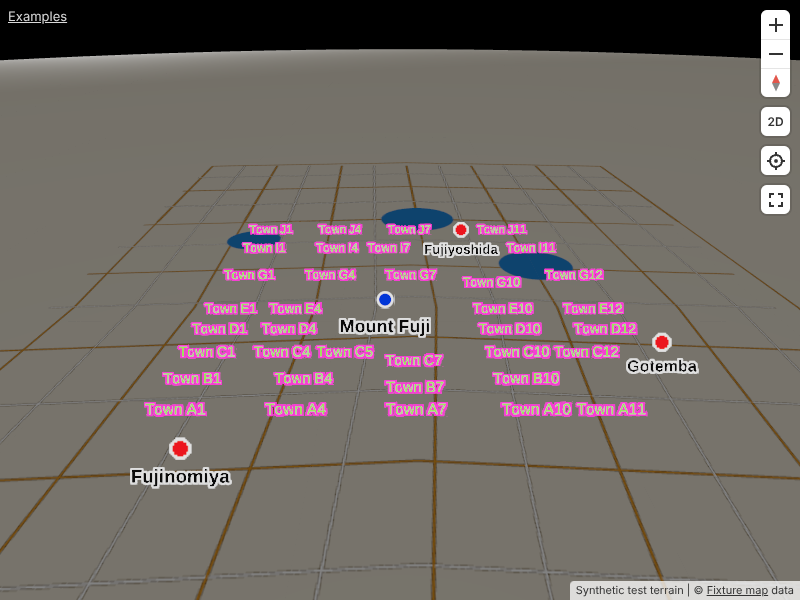 Examples
2D
Town J1 Town J4 Town J7 Town J11
Town I1 Town I4 Town I7 Fujiyoshida Town I11
Town G1 Town G4 Town G7 Town G10 Town G12
Town E1 Town E4 Town E10 Town E12
Mount Fuji
Town D1 Town D4 Town D10 Town D12
Town C1 Town C4 Town C5 Town C7 Town C10 Town C12
Gotemba
Town B1 Town B4 Town B7 Town B10
Town A1 Town A4 Town A7 Town A10 Town A11
Fujinomiya
Synthetic test terrain | © Fixture map data